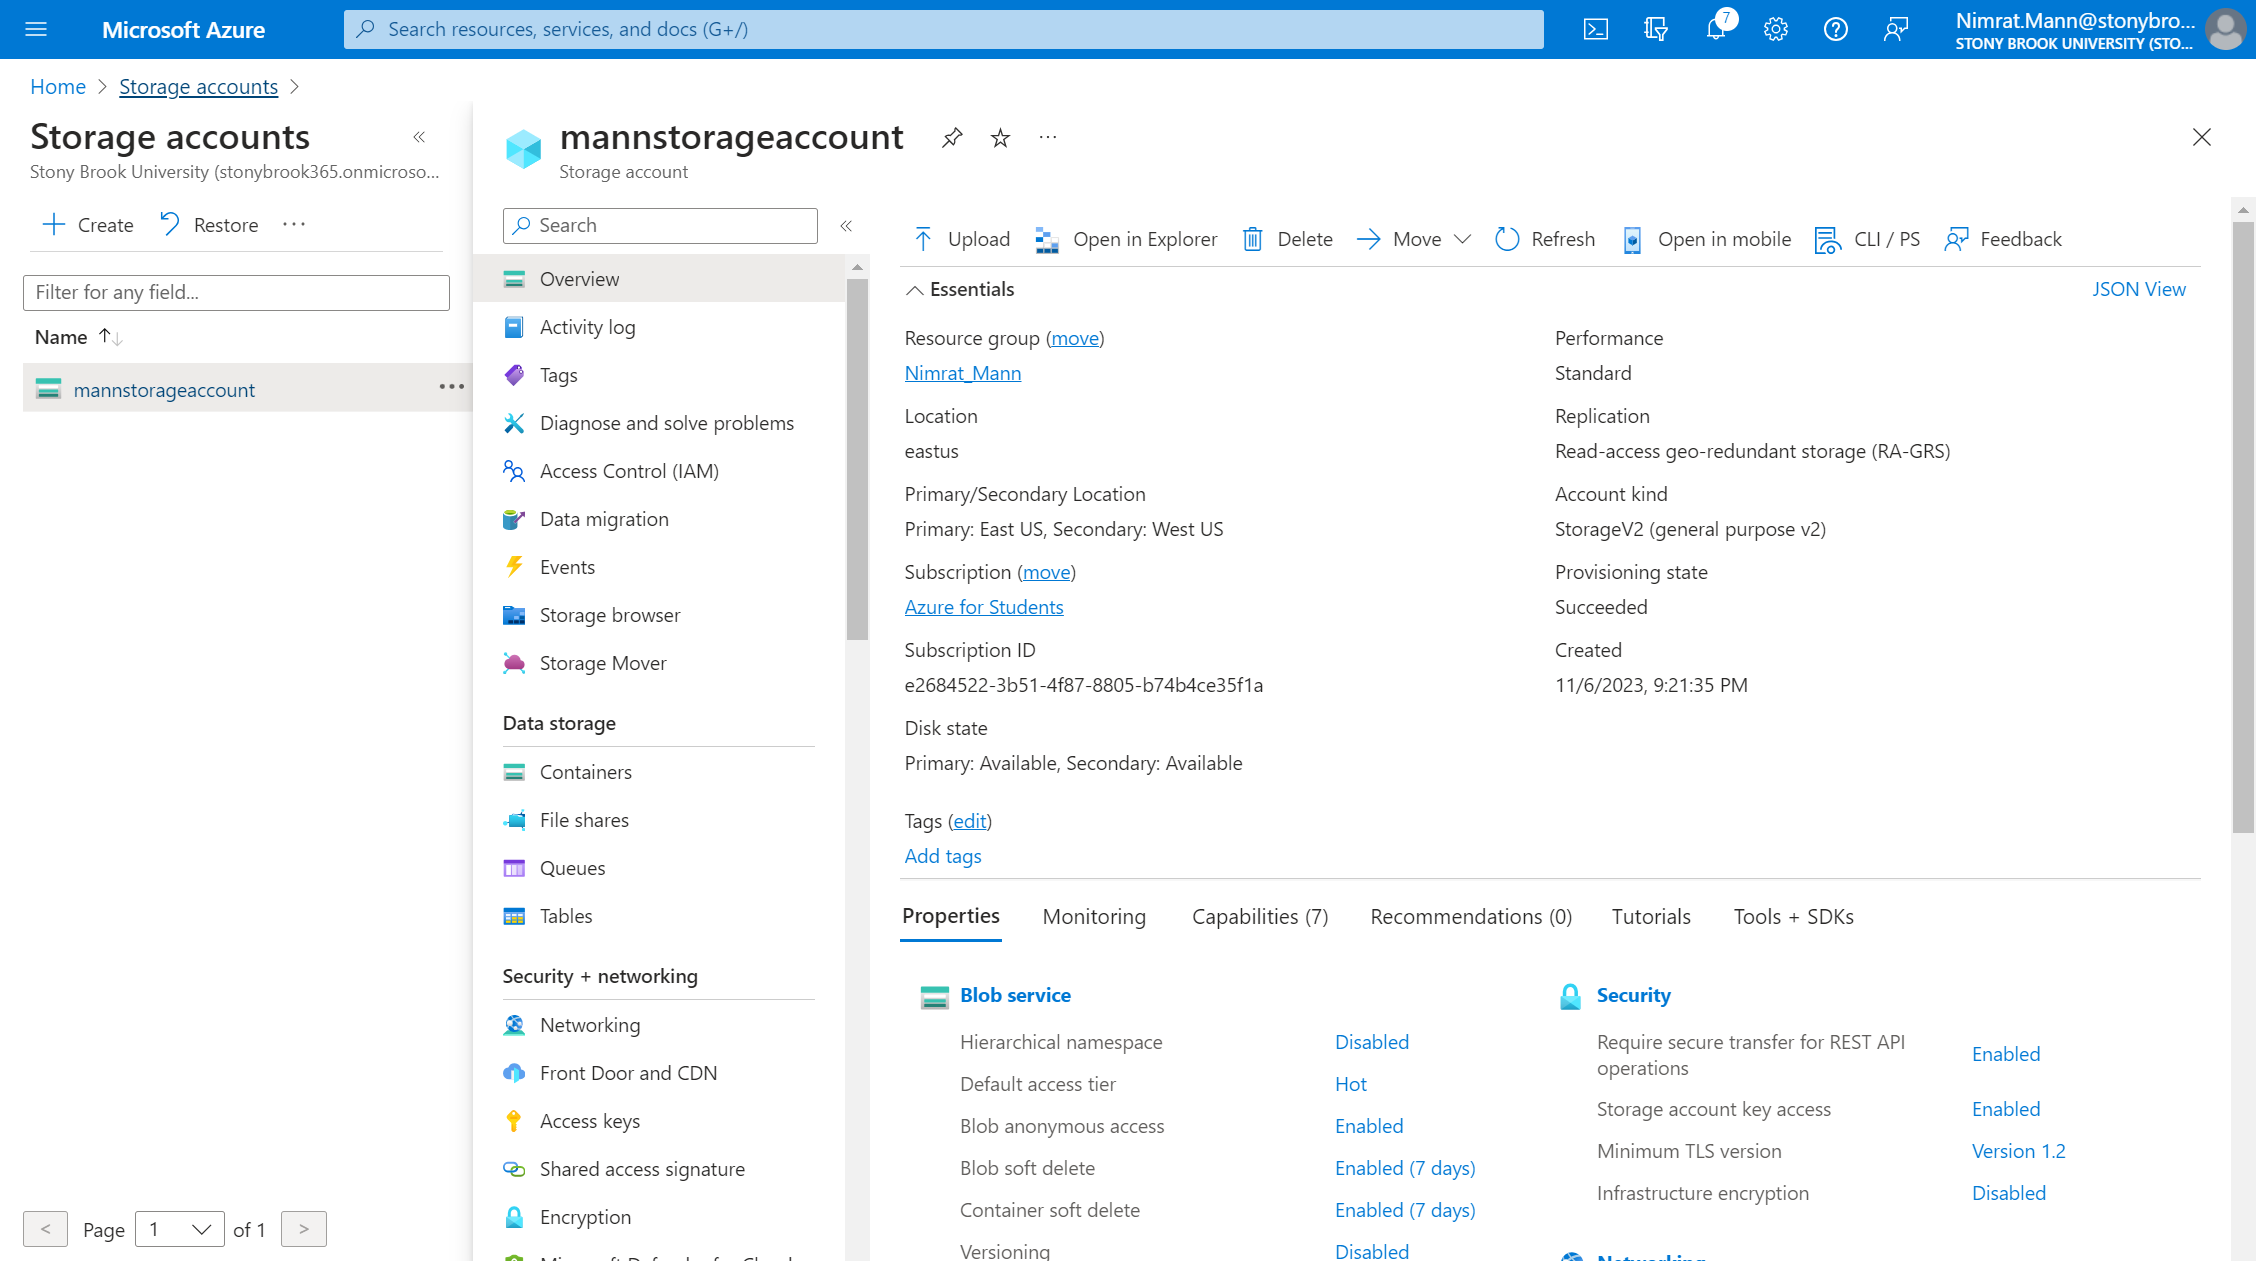 Microsoft Azure
Search resources, services, and docs (G+/)
7
Nimrat.Mann@stonybro...
STONY BROOK UNIVERSITY (STO...
Home > Storage accounts >
Storage accounts
Stony Brook University (stonybrook365.onmicroso...
Create
Restore
Filter for any field...
Name
mannstorageaccount
< Page 1 of 1 >
mannstorageaccount
Storage account
Search
Overview
Activity log
Tags
Diagnose and solve problems
Access Control (IAM)
Data migration
Events
Storage browser
Storage Mover
Data storage
Containers
File shares
Queues
Tables
Security + networking
Networking
Front Door and CDN
Access keys
Shared access signature
Encryption
Upload
Open in Explorer
Delete
Move
Refresh
Open in mobile
CLI / PS
Feedback
Essentials
JSON View
Resource group (move)
Nimrat_Mann
Location
eastus
Primary/Secondary Location
Primary: East US, Secondary: West US
Subscription (move)
Azure for Students
Subscription ID
e2684522-3b51-4f87-8805-b74b4ce35f1a
Disk state
Primary: Available, Secondary: Available
Tags (edit)
Add tags
Performance
Standard
Replication
Read-access geo-redundant storage (RA-GRS)
Account kind
StorageV2 (general purpose v2)
Provisioning state
Succeeded
Created
11/6/2023, 9:21:35 PM
Properties
Monitoring
Capabilities (7)
Recommendations (0)
Tutorials
Tools + SDKs
Blob service
Hierarchical namespace Disabled
Default access tier Hot
Blob anonymous access Enabled
Blob soft delete Enabled (7 days)
Container soft delete Enabled (7 days)
Versioning Disabled
Security
Require secure transfer for REST API
operations Enabled
Storage account key access Enabled
Minimum TLS version Version 1.2
Infrastructure encryption Disabled
Networking